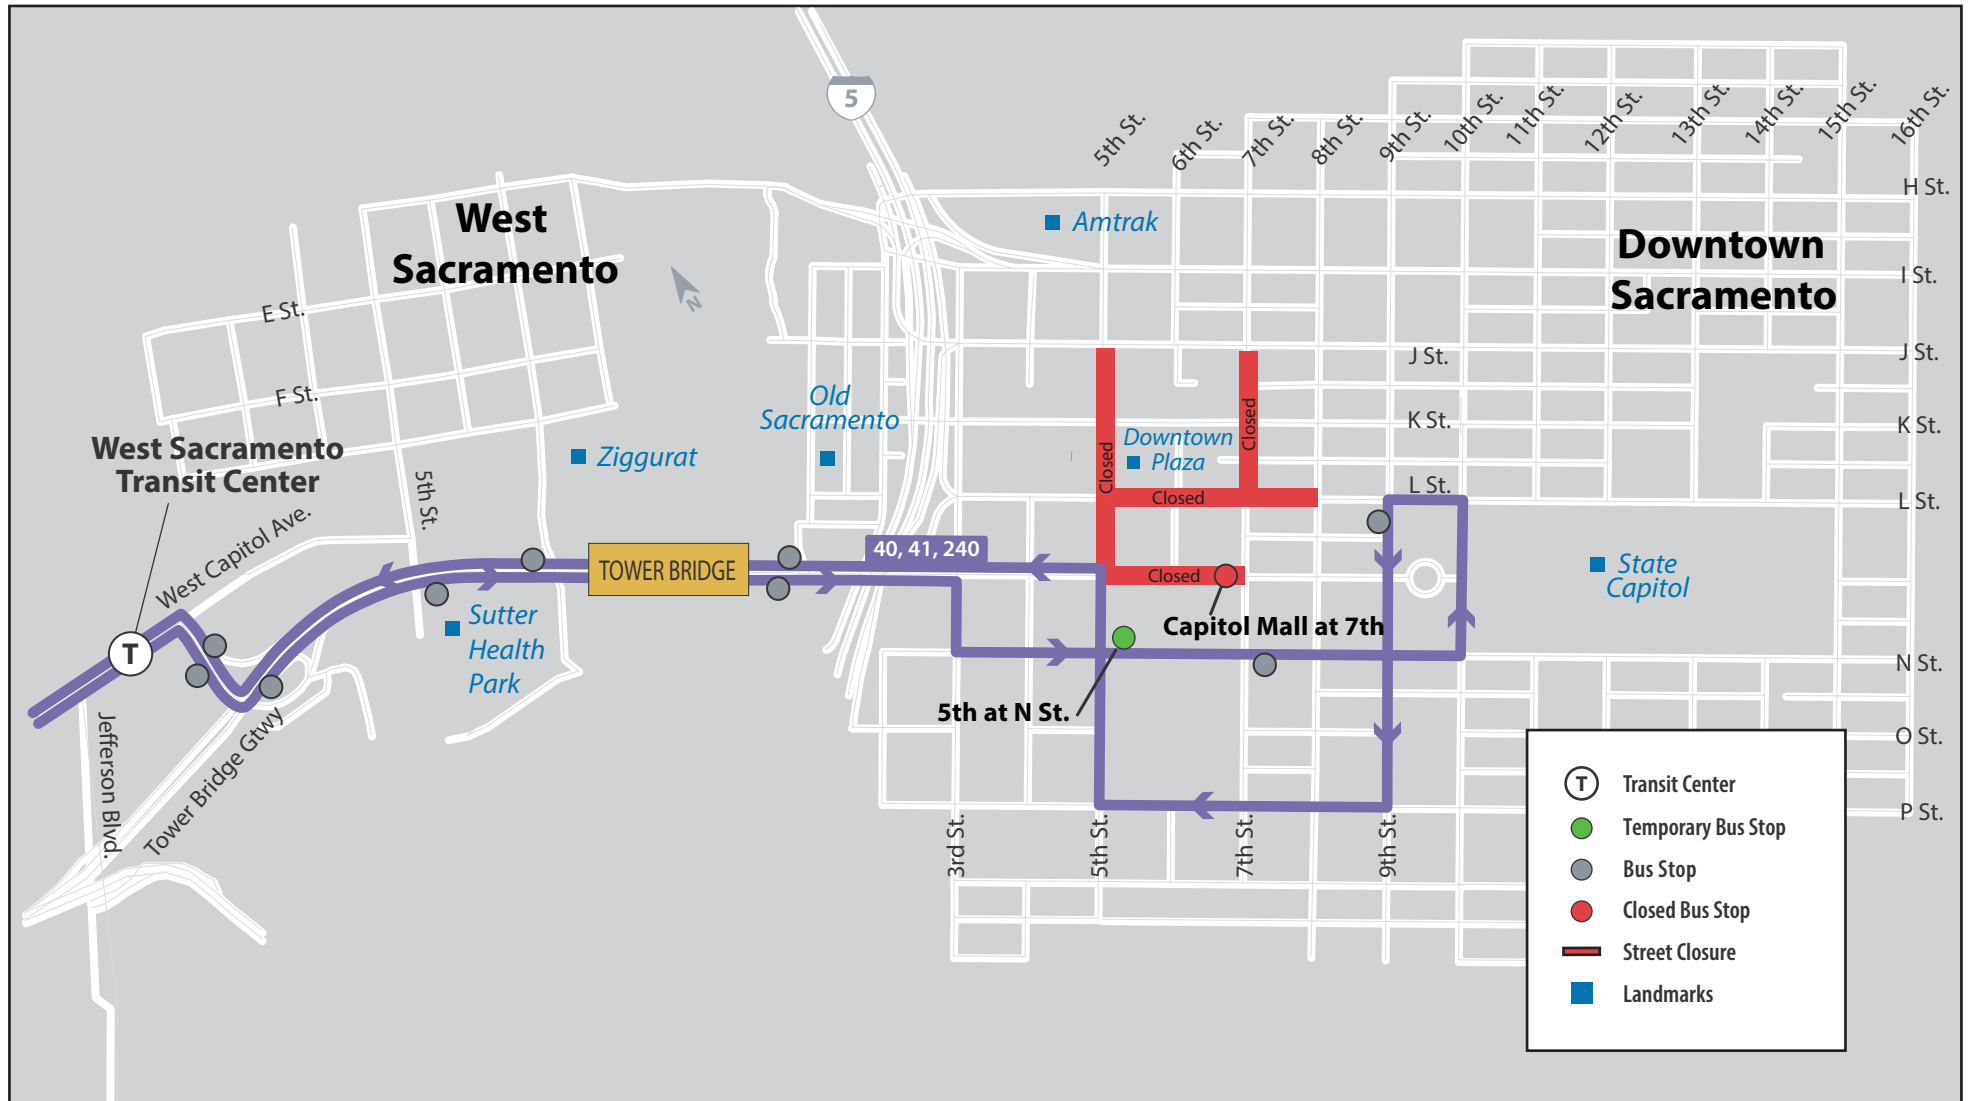 5
5th St.
6th St.
7th St.
8th St.
9th St.
10th St.
11th St.
12th St.
13th St.
14th St.
15th St.
16th St.
H St.
I St.
J St.
K St.
L St.
N St.
O St.
P St.
West
Sacramento
N
Amtrak
Downtown
Sacramento
E St.
F St.
J St.
K St.
L St.
Old
Sacramento
Ziggurat
Downtown
Plaza
Closed
Closed
Closed
Closed
West Sacramento
Transit Center
T
West Capitol Ave.
5th St.
TOWER BRIDGE
40, 41, 240
State
Capitol
Sutter
Health
Park
Capitol Mall at 7th
5th at N St.
Jefferson Blvd.
Tower Bridge Gtwy
3rd St.
5th St.
7th St.
9th St.
T
Transit Center
Temporary Bus Stop
Bus Stop
Closed Bus Stop
Street Closure
Landmarks